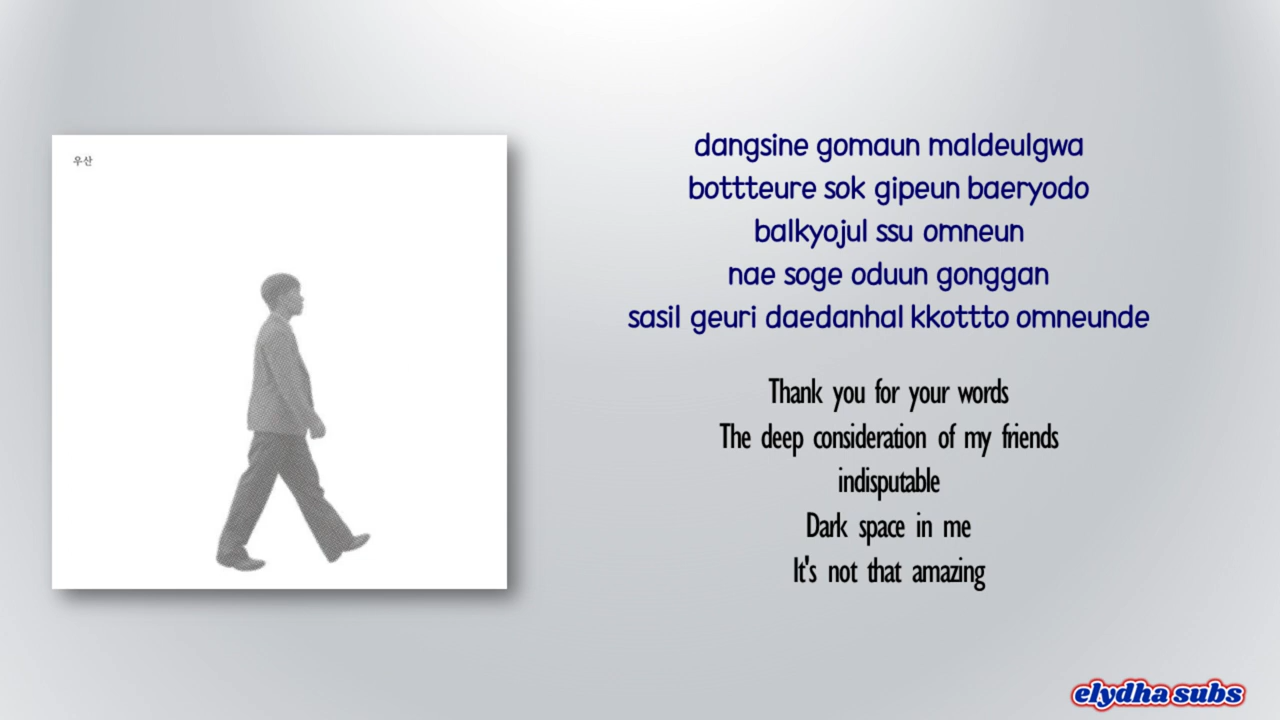 우산
dangsine gomaun maldeulgwa
bottteure sok gipeun baeryodo
balkyojul ssu omneun
nae soge oduun gonggan
sasil geuri daedanhal kkottto omneunde
Thank you for your words
The deep consideration of my friends
indisputable
Dark space in me
It's not that amazing
elydha subs